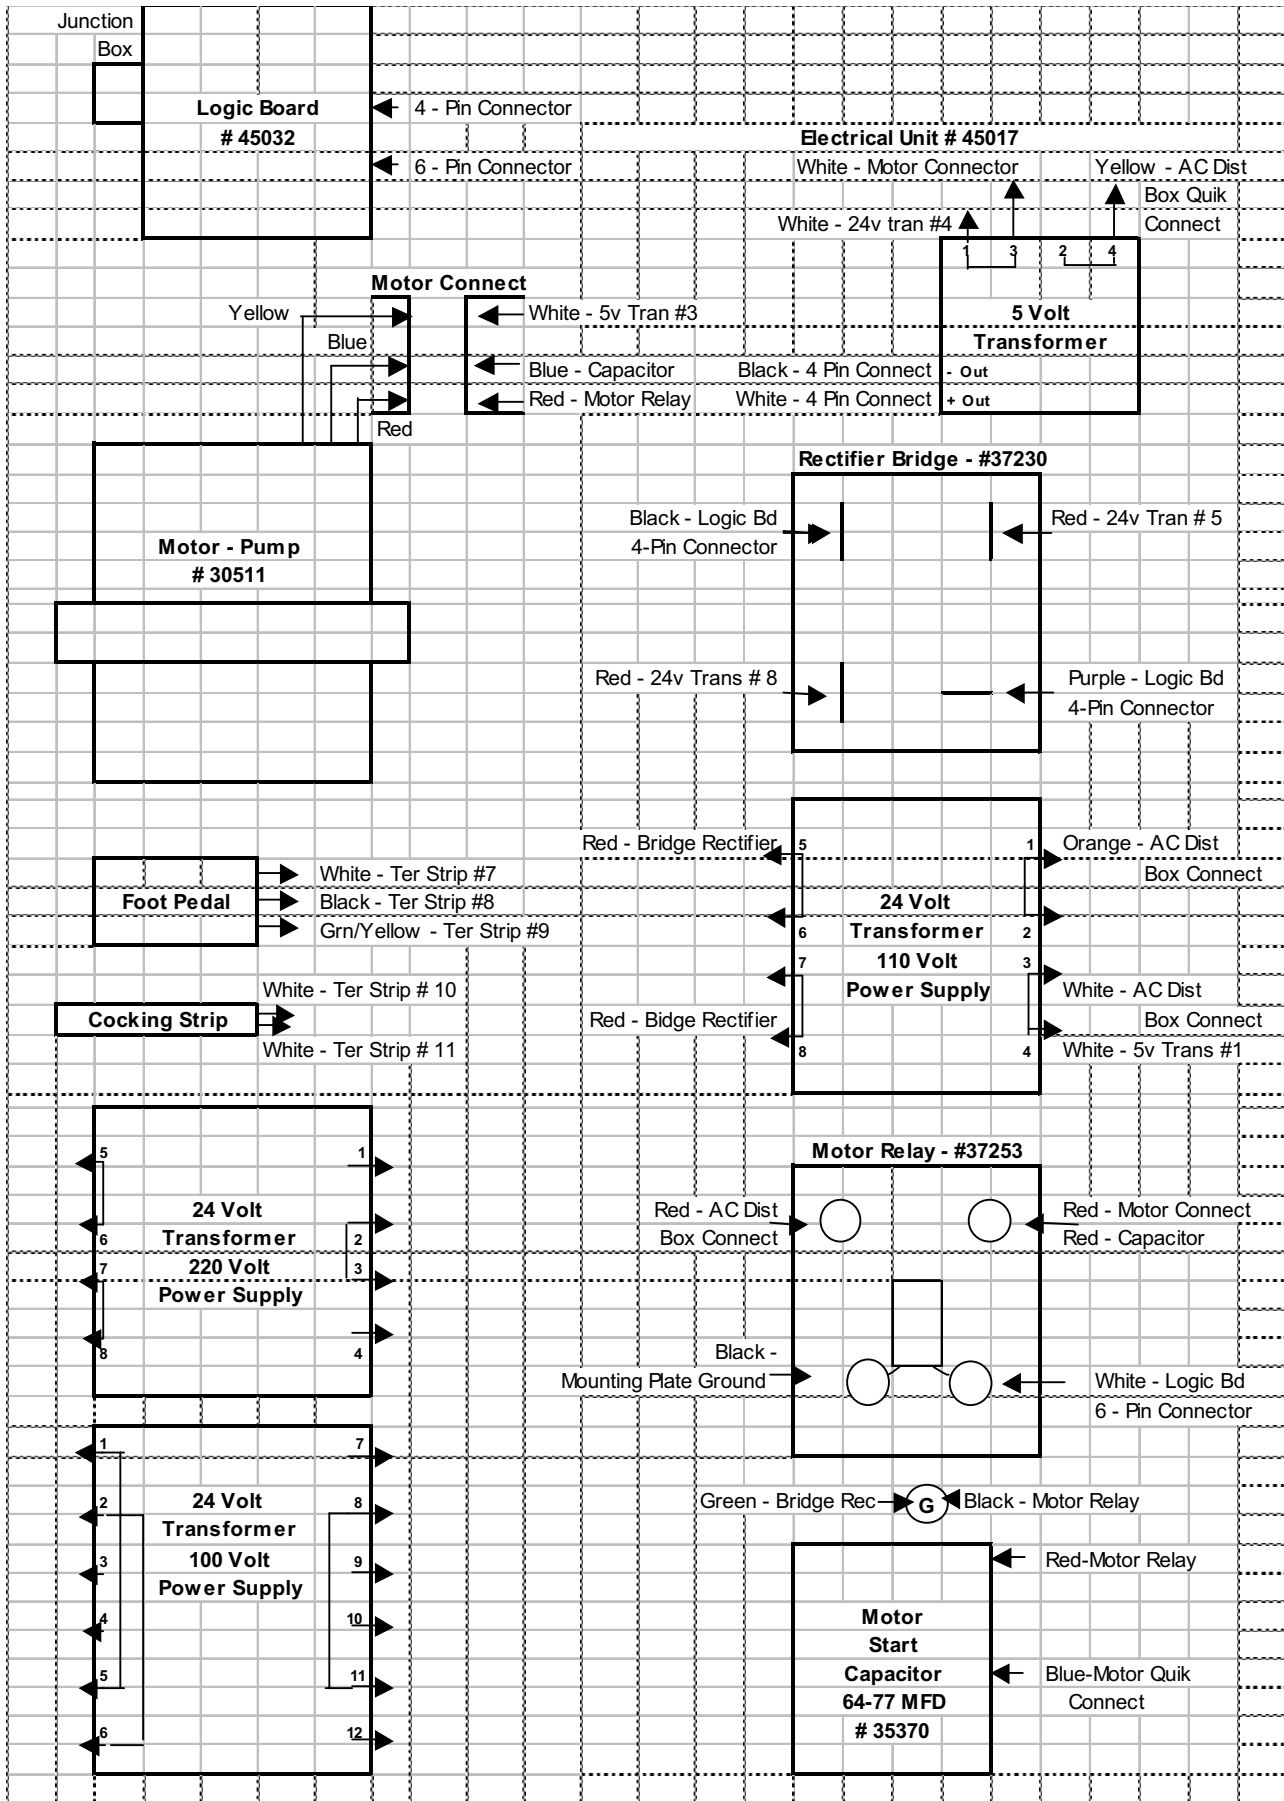 Junction
Box
Logic Board
# 45032
4 - Pin Connector
6 - Pin Connector
Electrical Unit # 45017
White - Motor Connector
Yellow - AC Dist
Box Quik
Connect
White - 24v tran #4
1 3 2 4
5 Volt
Transformer
- Out
+ Out
Black - 4 Pin Connect
White - 4 Pin Connect
Motor Connect
Yellow
Blue
Red
White - 5v Tran #3
Blue - Capacitor
Red - Motor Relay
Motor - Pump
# 30511
Rectifier Bridge - #37230
Black - Logic Bd
4-Pin Connector
Red - 24v Tran # 5
Red - 24v Trans # 8
Purple - Logic Bd
4-Pin Connector
Foot Pedal
White - Ter Strip #7
Black - Ter Strip #8
Grn/Yellow - Ter Strip #9
Cocking Strip
White - Ter Strip # 10
White - Ter Strip # 11
Red - Bridge Rectifier
5
6
7
8
Red - Bidge Rectifier
24 Volt
Transformer
110 Volt
Power Supply
1
2
3
4
Orange - AC Dist
Box Connect
White - AC Dist
Box Connect
White - 5v Trans #1
5
6
7
8
24 Volt
Transformer
220 Volt
Power Supply
1
2
3
4
Motor Relay - #37253
Red - AC Dist
Box Connect
Red - Motor Connect
Red - Capacitor
Black -
Mounting Plate Ground
White - Logic Bd
6 - Pin Connector
1
2
3
4
5
6
24 Volt
Transformer
100 Volt
Power Supply
7
8
9
10
11
12
Green - Bridge Rec
G
Black - Motor Relay
Red-Motor Relay
Motor
Start
Capacitor
64-77 MFD
# 35370
Blue-Motor Quik
Connect